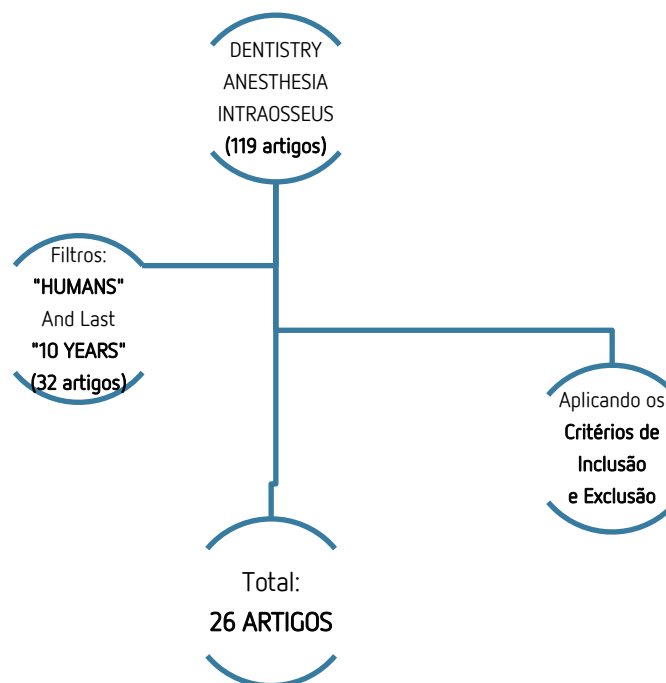 DENTISTRY
ANESTHESIA
INTRAOSSEUS
(119 artigos)
Filtros:
"HUMANS"
And Last
"10 YEARS"
(32 artigos)
Aplicando os
Critérios de
Inclusão
e Exclusão
Total:
26 ARTIGOS